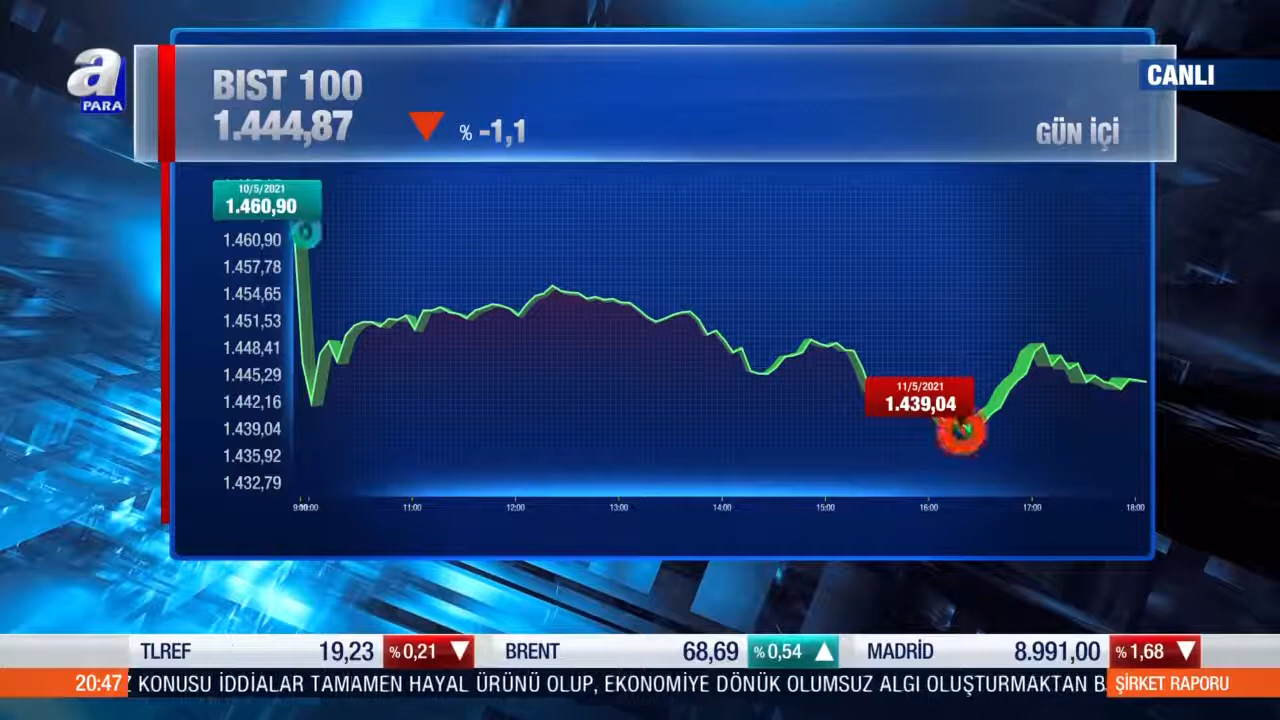 a
PARA
BIST 100
1.444,87
% -1,1
CANLI
GÜN İÇİ
10/5/2021
1.460,90
1.460,90
1.457,78
1.454,65
1.451,53
1.448,41
1.445,29
1.442,16
1.439,04
1.435,92
1.432,79
11/5/2021
1.439,04
11:00 12:00 13:00 14:00 15:00 16:00 17:00 18:00
TLREF 19,23 %0,21 BRENT 68,69 %0,54 MADRİD 8.991,00 %1,68
20:47 KONUSU İDDİALAR TAMAMEN HAYAL ÜRÜNÜ OLUP, EKONOMİYE DÖNÜK OLUMSUZ ALGI OLUŞTURMAKTAN ŞİRKET RAPORU